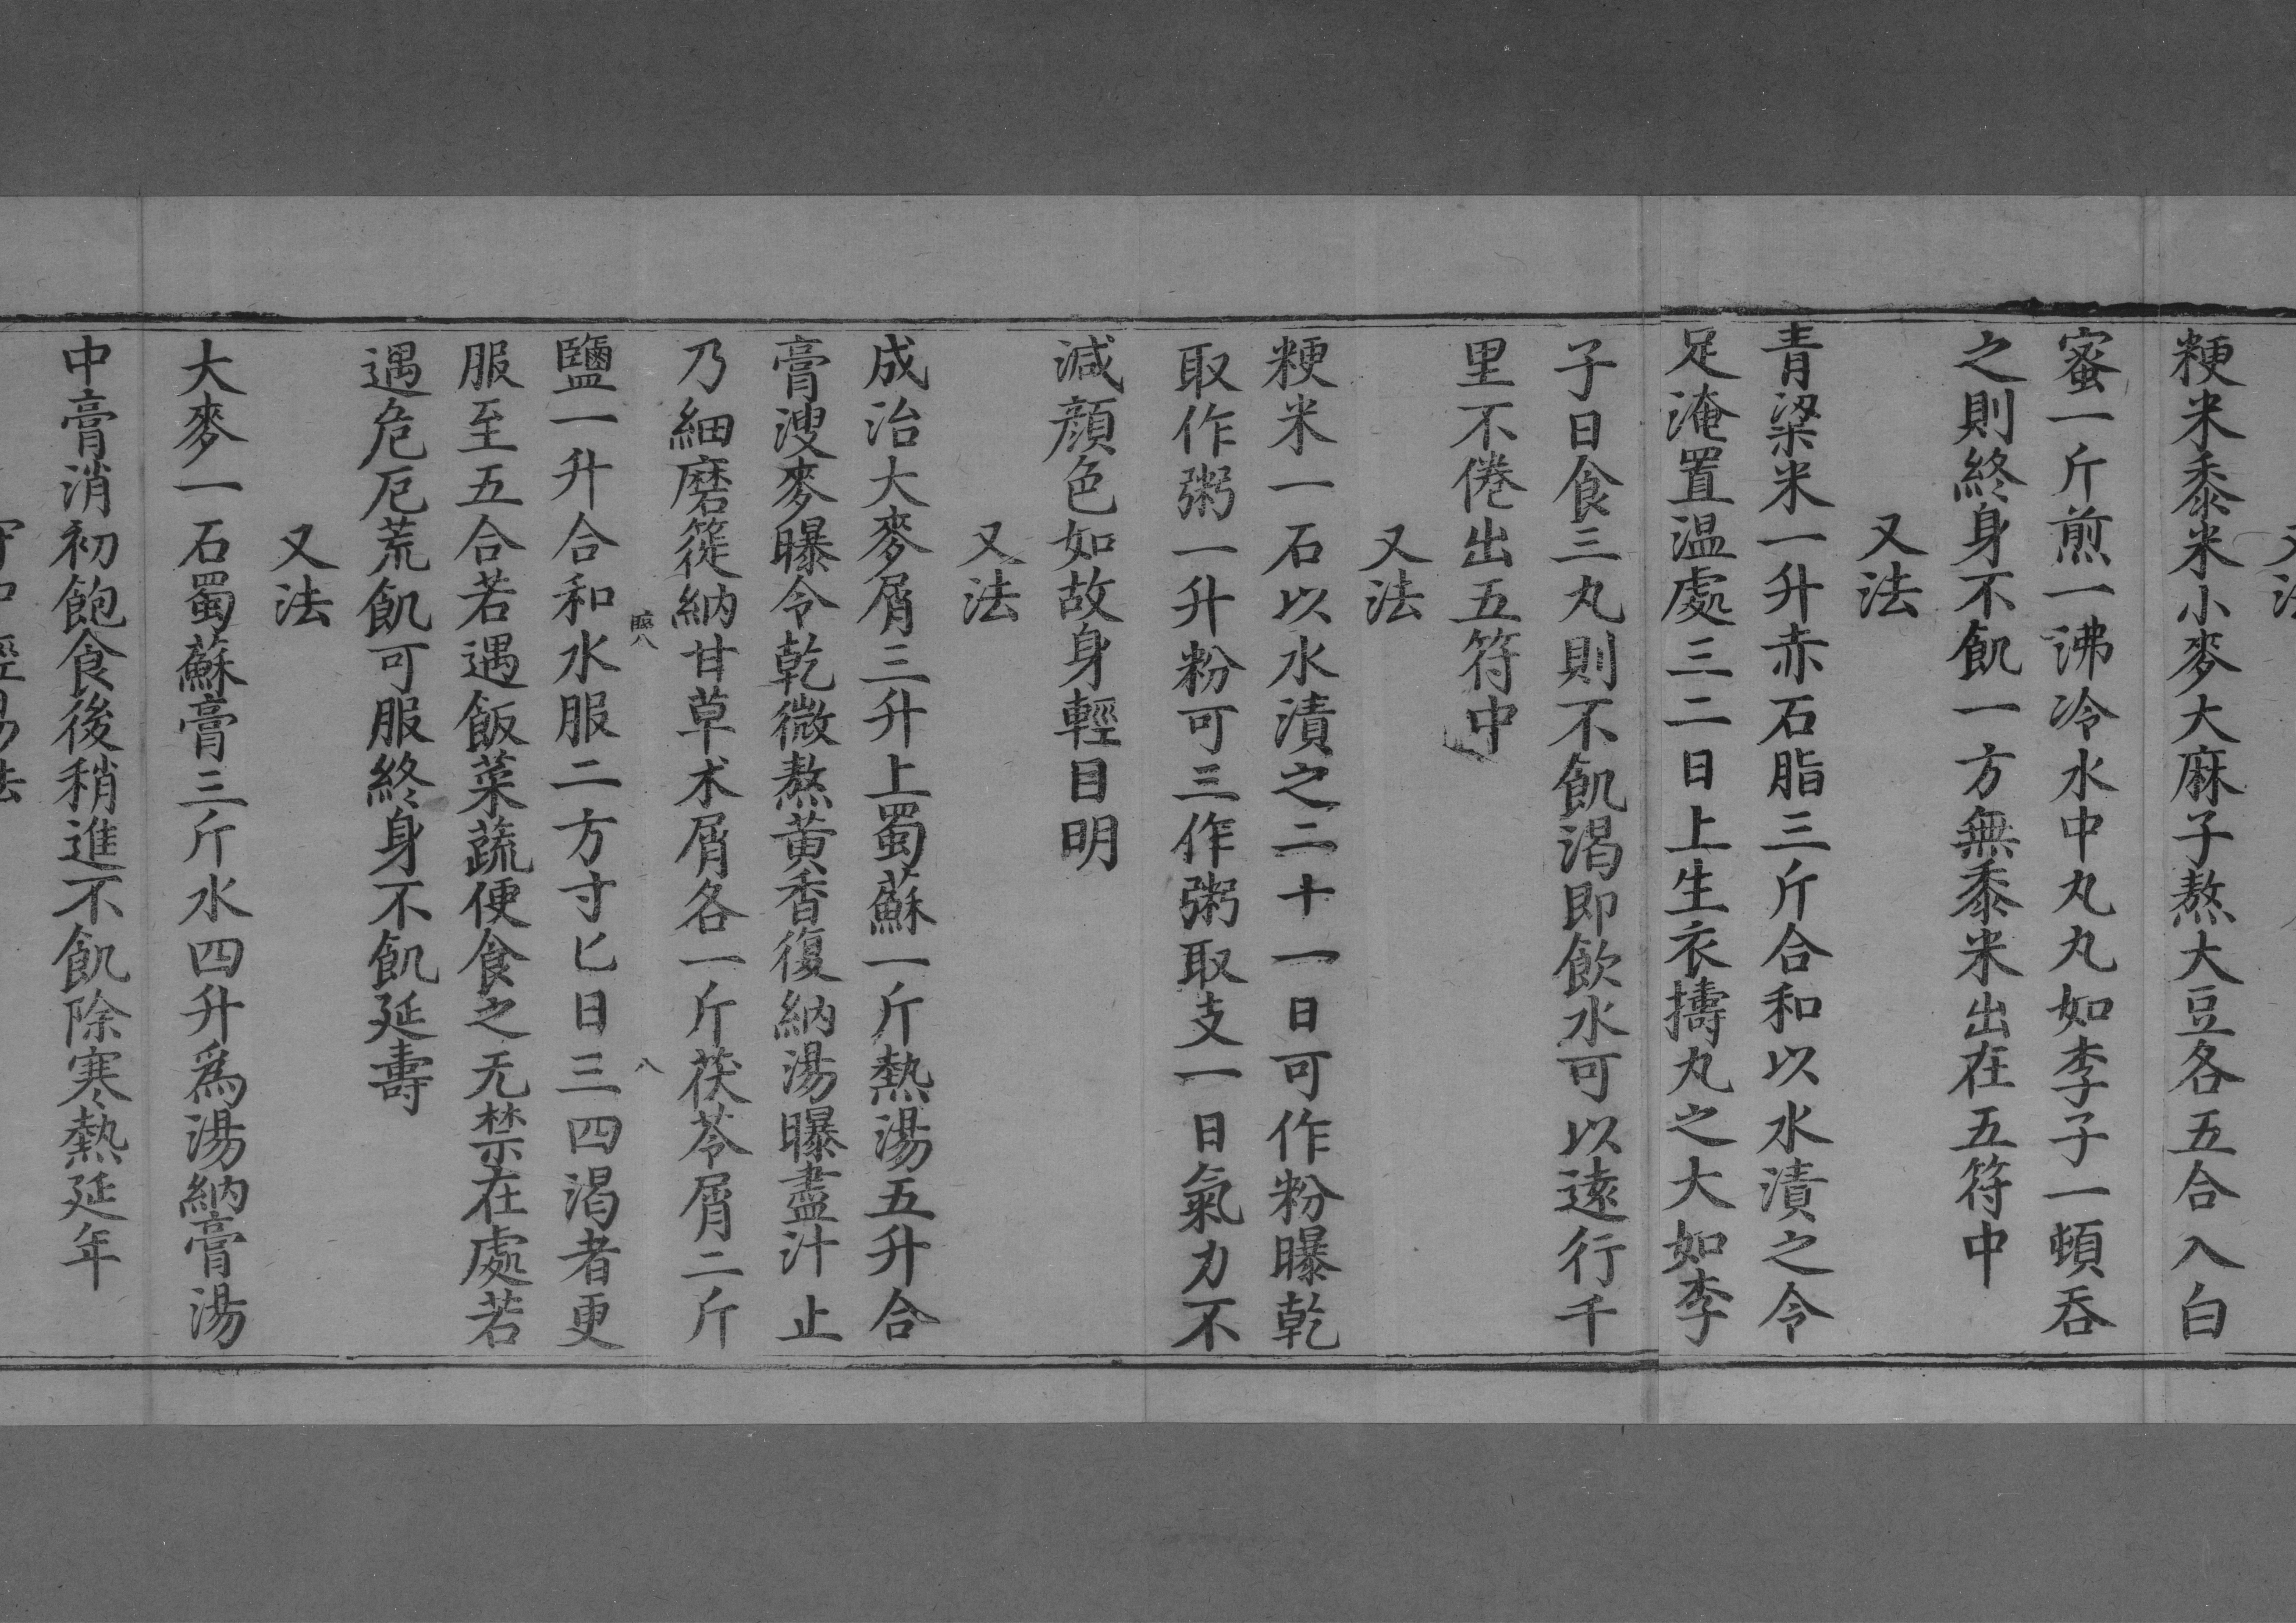 又法
粳米黍米小麥大麻子熬大豆各五合入白
蜜一斤煎一沸冷水中丸丸如李子一頓吞
之則終身不飢一方無黍米出在五符中
又法
青粱米一升赤石脂三斤合和以水漬之令
足淹置温處三二日上生衣擣丸之大如李
子日食三丸則不飢渴即飲水可以遠行千
里不倦出五符中
又法
粳米一石以水漬之二十一日可作粉曝乾
取作粥一升粉可三作粥取支一日氣力不
減顔色如故身輕目明
又法
成治大麥屑三升上蜀蘇一斤熱湯五升合
膏溲麥曝令乾微熬黄香復納湯曝盡汁止
乃細磨簁納甘草术屑各一斤茯苓屑二斤
八
鹽一升合和水服二方寸匕日三四渴者更
服至五合若遇飯菜蔬便食之无禁在處若
遇危厄荒飢可服終身不飢延壽
又法
大麥一石蜀蘇膏三斤水四升爲湯納膏湯
中膏消初飽食後稍進不飢除寒熱延年